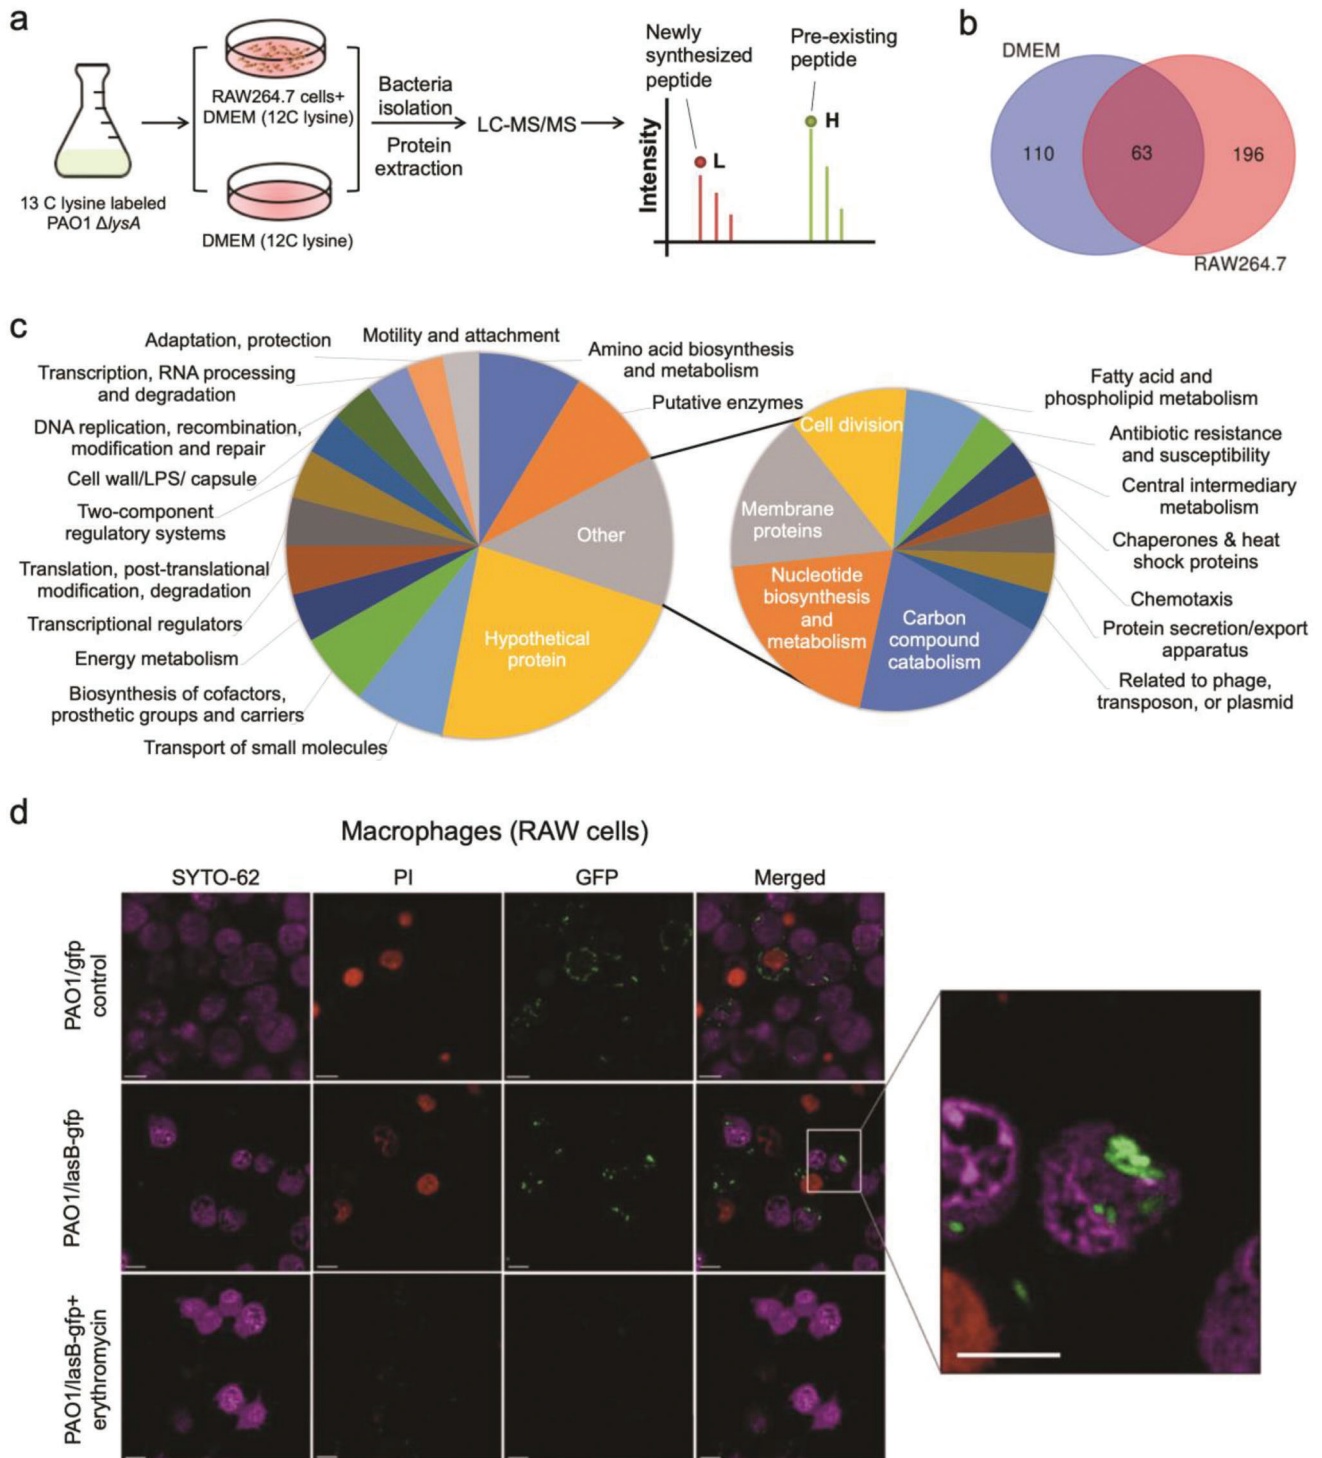 a
13 C lysine labeled
PAO1 ΔlysA
RAW264.7 cells+
DMEM (12C lysine)
DMEM (12C lysine)
Bacteria
isolation
Protein
extraction
LC-MS/MS
Newly
synthesized
peptide
Pre-existing
peptide
L
H
Intensity
b
DMEM
110
63
196
RAW264.7
c
Adaptation, protection
Motility and attachment
Transcription, RNA processing
and degradation
DNA replication, recombination,
modification and repair
Cell wall/LPS/ capsule
Two-component
regulatory systems
Translation, post-translational
modification, degradation
Transcriptional regulators
Energy metabolism
Biosynthesis of cofactors,
prosthetic groups and carriers
Transport of small molecules
Amino acid biosynthesis
and metabolism
Putative enzymes
Other
Hypothetical
protein
Cell division
Membrane
proteins
Nucleotide
biosynthesis
and
metabolism
Carbon
compound
catabolism
Fatty acid and
phospholipid metabolism
Antibiotic resistance
and susceptibility
Central intermediary
metabolism
Chaperones & heat
shock proteins
Chemotaxis
Protein secretion/export
apparatus
Related to phage,
transposon, or plasmid
d
Macrophages (RAW cells)
SYTO-62
PI
GFP
Merged
PAO1/gfp
control
PAO1/lasB-gfp
PAO1/lasB-gfp+
erythromycin